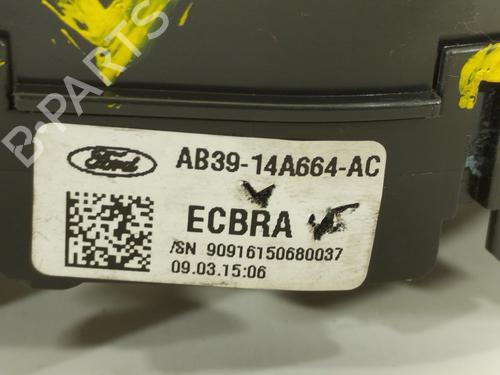 B-PARTS
Ford
AB39-14A664-AC
ECBRA
/SN 90916150680037
09.03.15:06